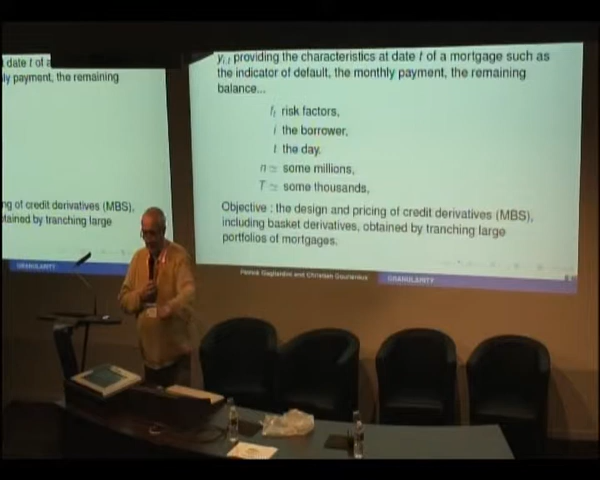 t date t of a
ly payment, the remaining
ng of credit derivatives (MBS),
tained by tranching large
GRANULARITY
y_{i,t} providing the characteristics at date t of a mortgage such as
the indicator of default, the monthly payment, the remaining
balance...
f_t risk factors,
i the borrower,
t the day.
n ≃ some millions,
T ≃ some thousands,
Objective : the design and pricing of credit derivatives (MBS),
including basket derivatives, obtained by tranching large
portfolios of mortgages.
Patrick Gagliardini and Christian Gourieroux GRANULARITY